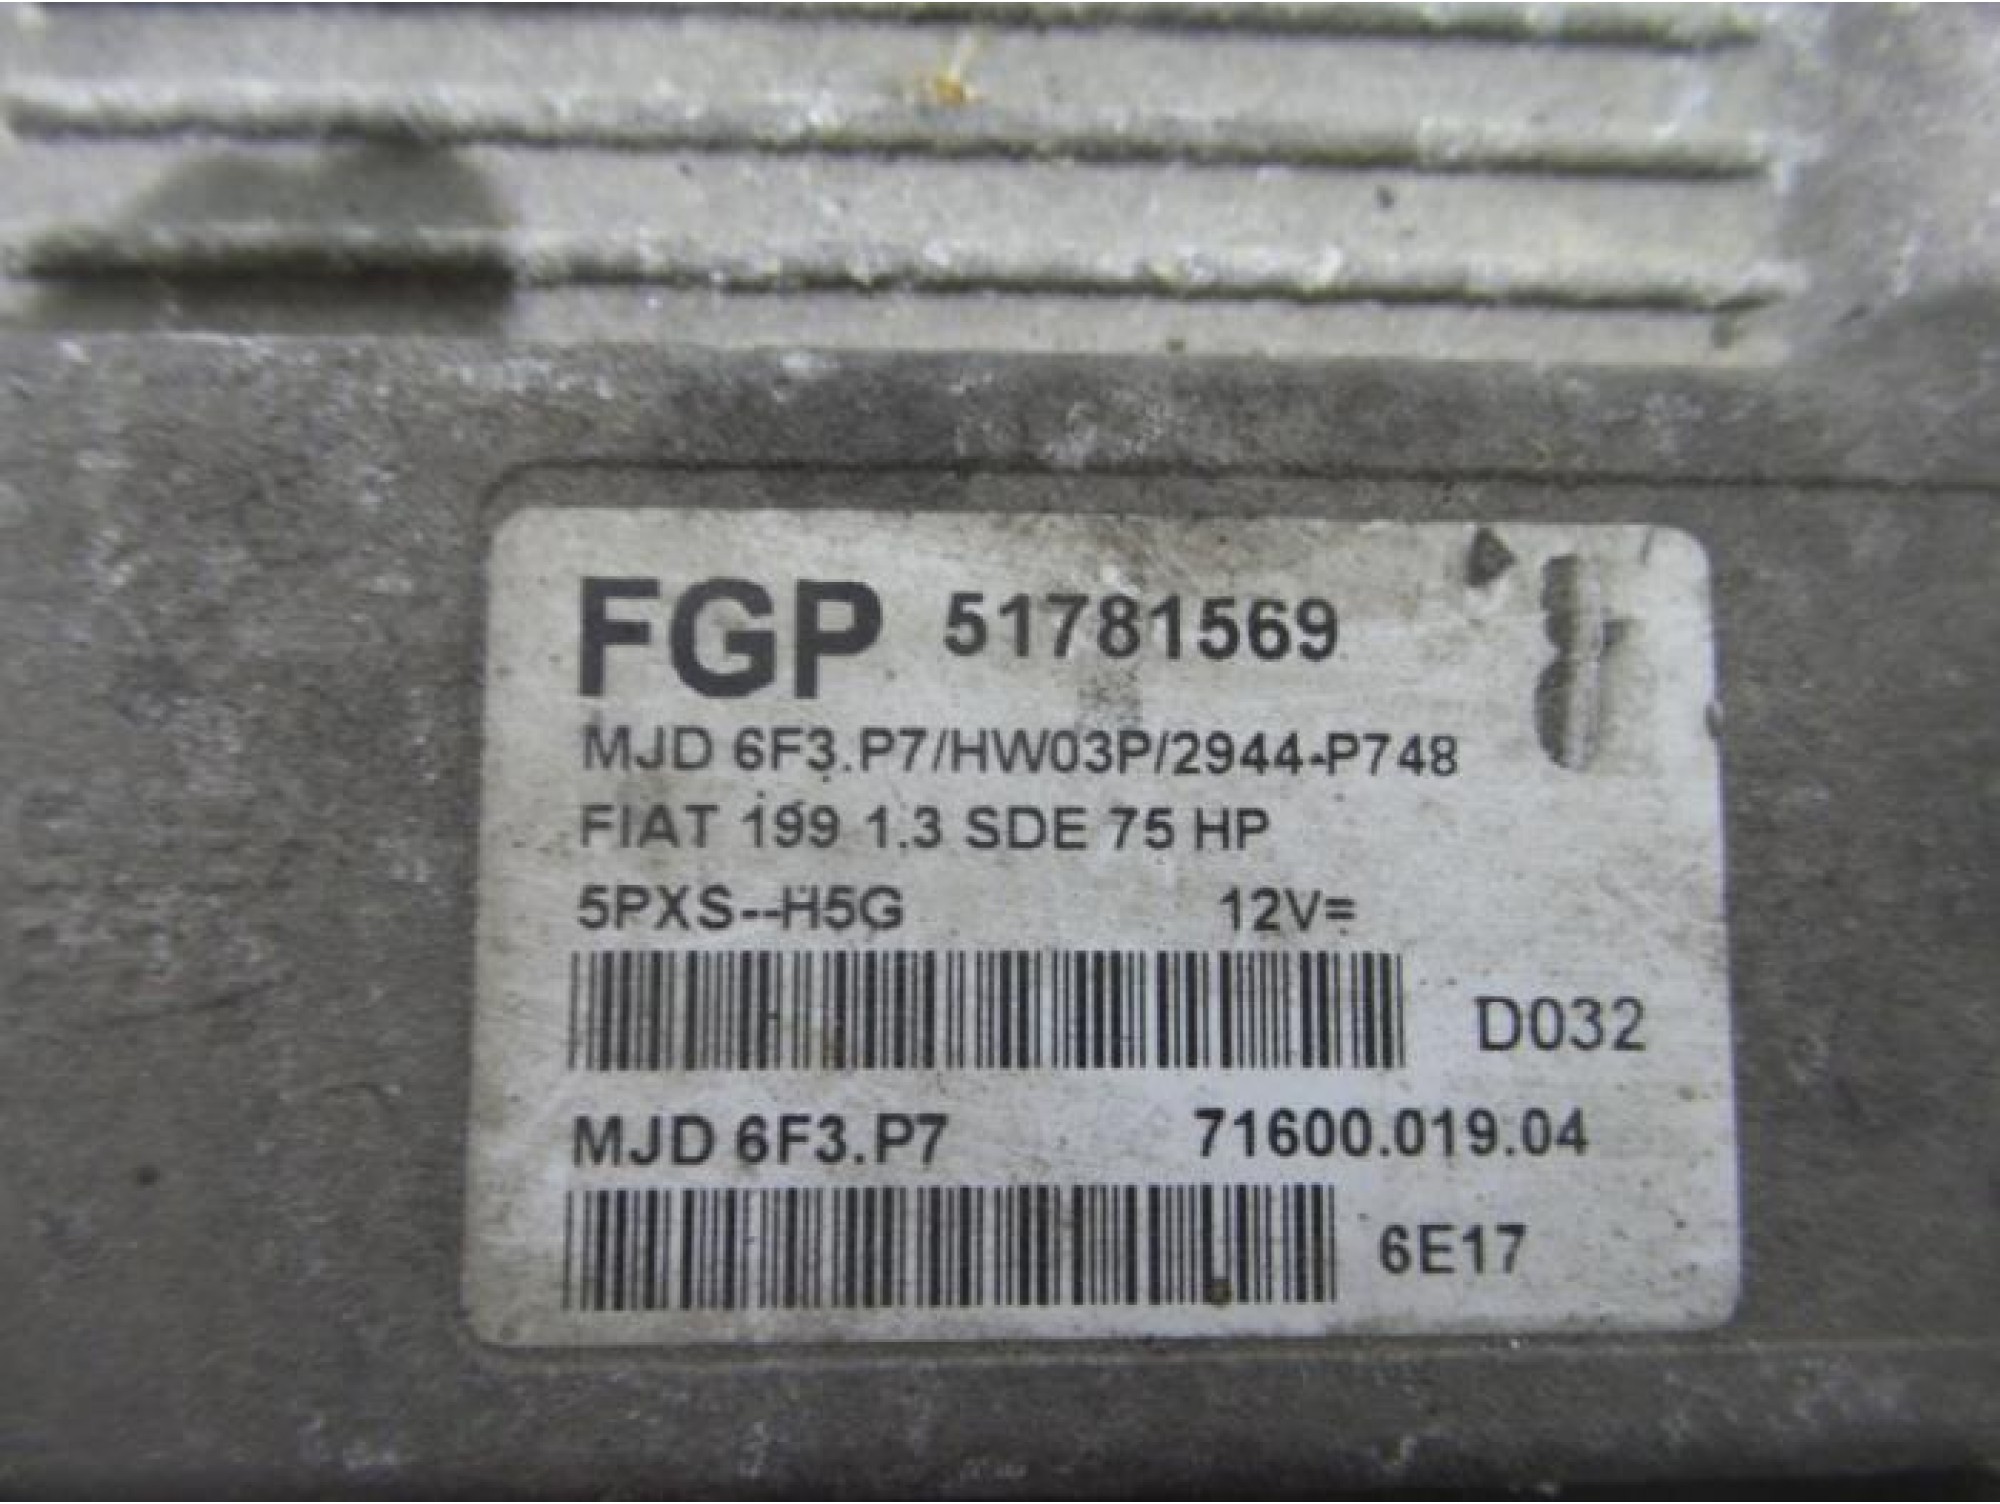 FGP 51781569
MJD 6F3.P7/HW03P/2944-P748
FIAT 199 1.3 SDE 75 HP
5PXS--H5G 12V=
D032
MJD 6F3.P7 71600.019.04
6E17